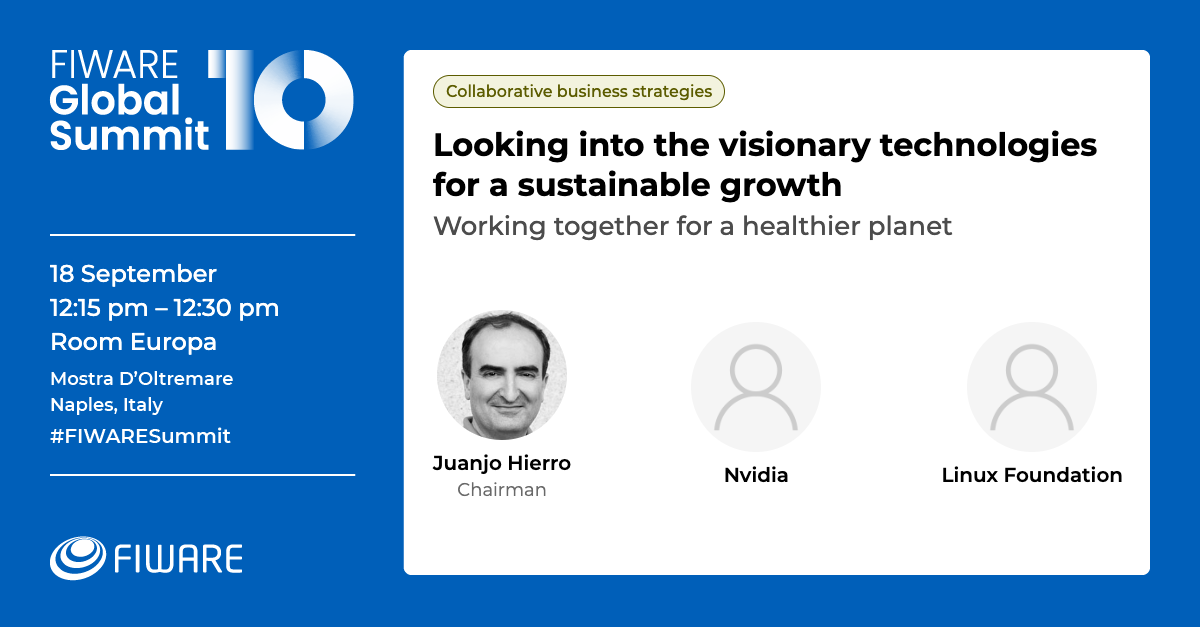 FIWARE
Global
Summit
10
18 September
12:15 pm – 12:30 pm
Room Europa
Mostra D’Oltremare
Naples, Italy
#FIWARESummit
FIWARE
Collaborative business strategies
Looking into the visionary technologies
for a sustainable growth
Working together for a healthier planet
Juanjo Hierro
Chairman
Nvidia
Linux Foundation